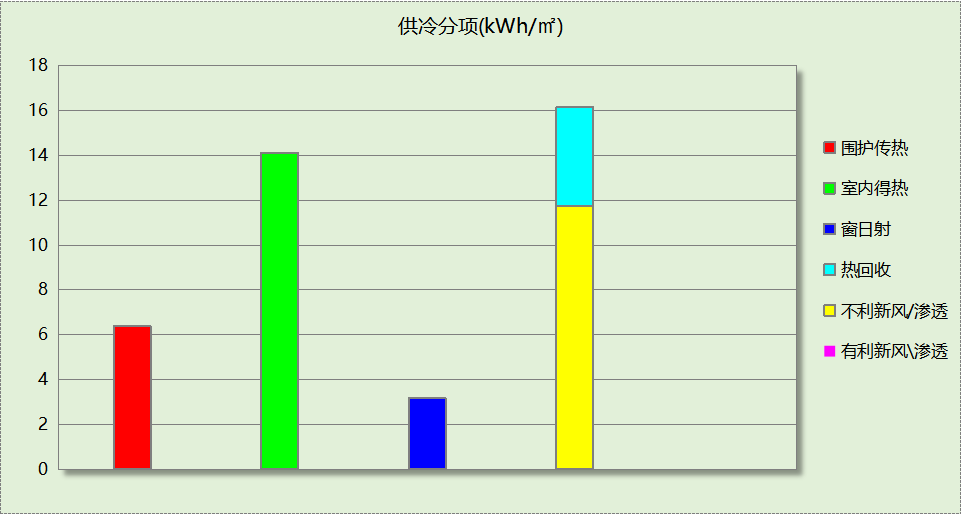 供冷分项(kWh/㎡)
18
16
14
12
10
8
6
4
2
0
围护传热
室内得热
窗日射
热回收
不利新风/渗透
有利新风\渗透